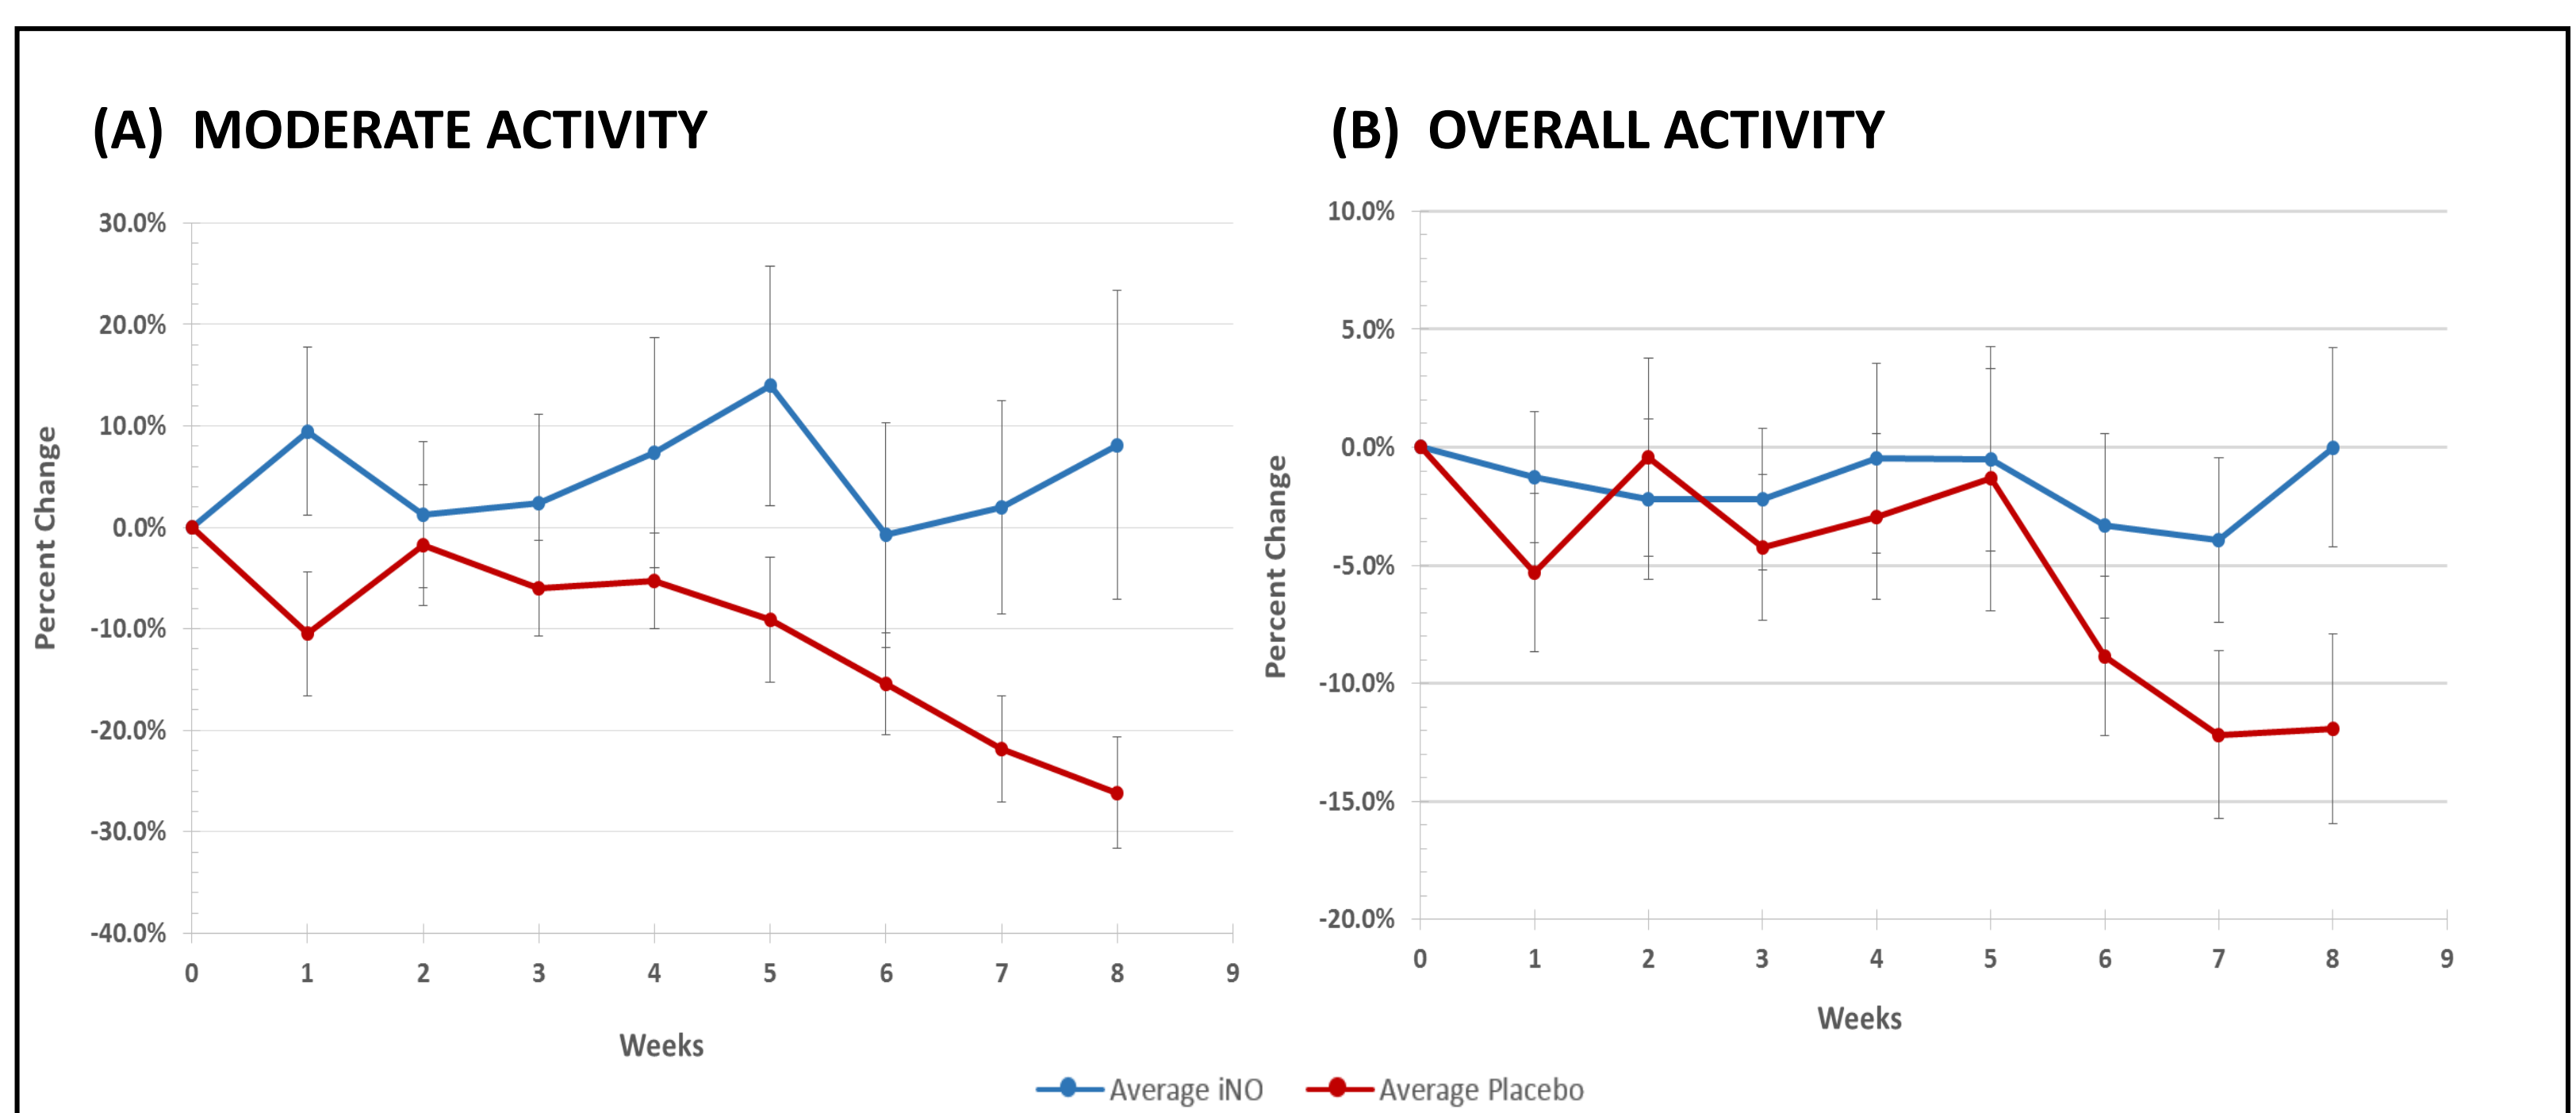 (A)  MODERATE ACTIVITY
30.0%
20.0%
10.0%
0.0%
-10.0%
-20.0%
-30.0%
-40.0%
Percent Change
0 1 2 3 4 5 6 7 8 9
Weeks
(B)  OVERALL ACTIVITY
10.0%
5.0%
0.0%
-5.0%
-10.0%
-15.0%
-20.0%
Percent Change
0 1 2 3 4 5 6 7 8 9
Weeks
Average iNO Average Placebo